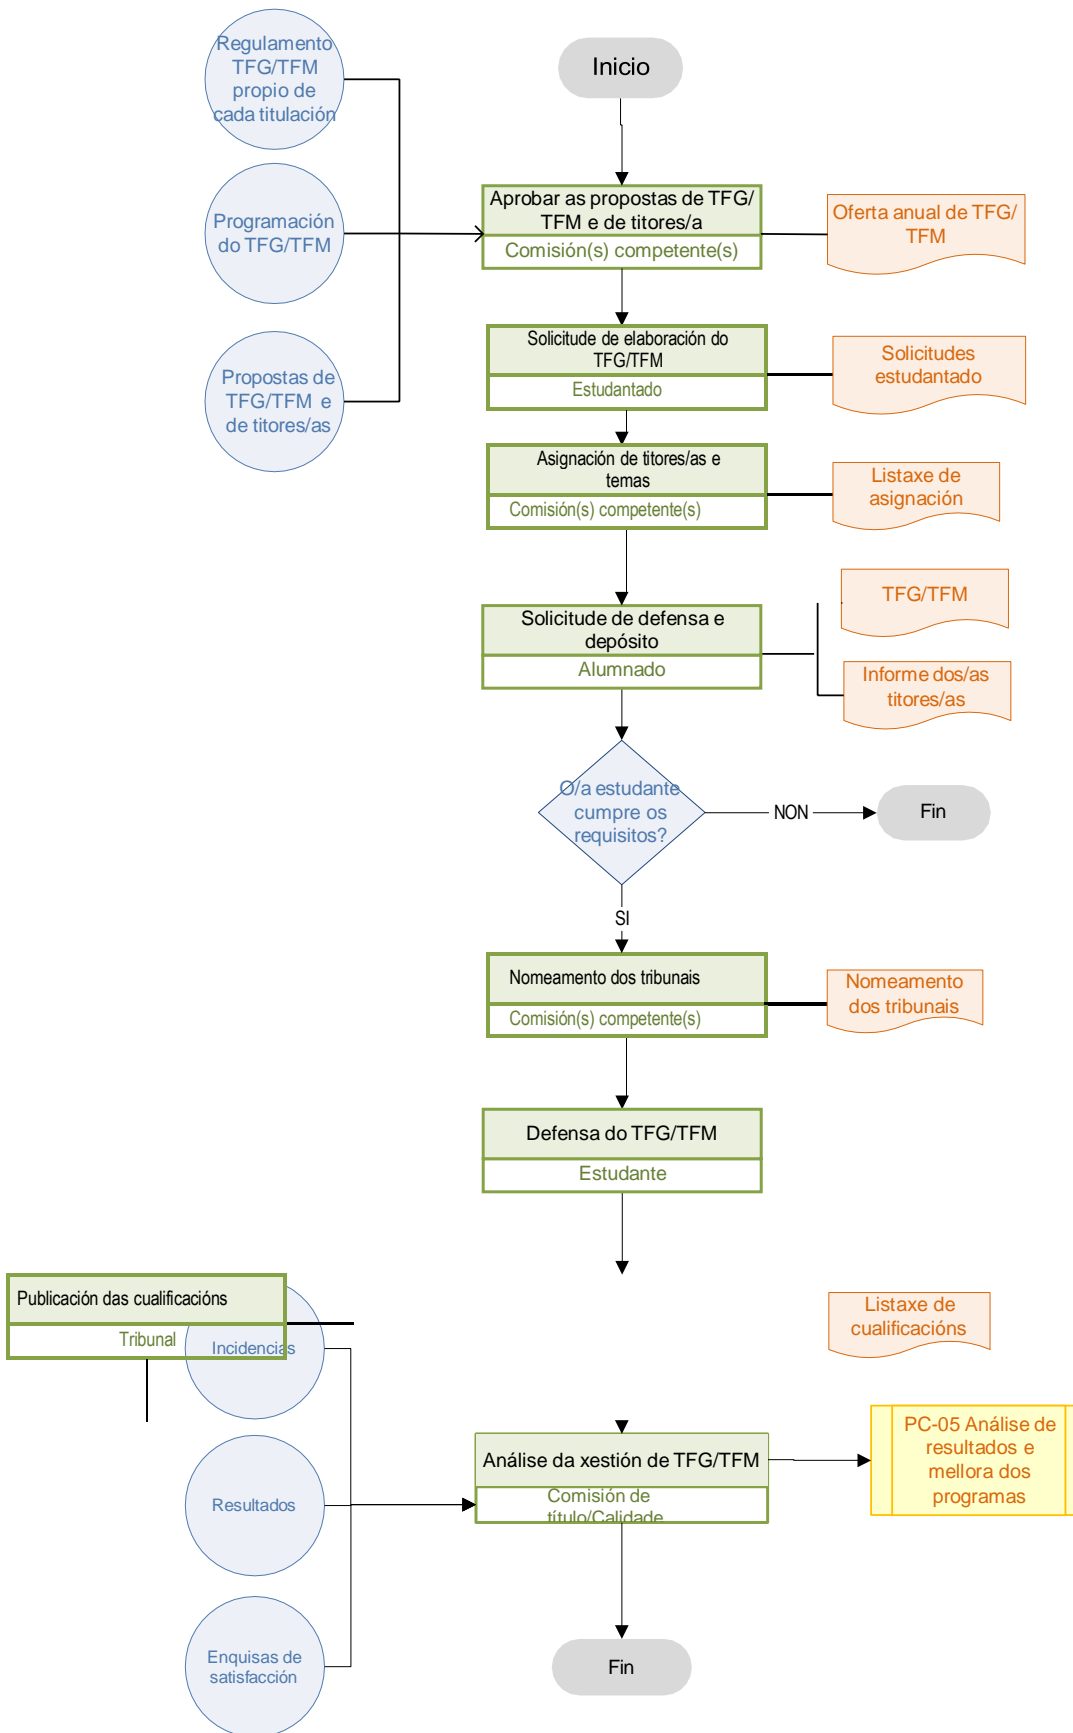 Regulamento
TFG/TFM
propio de
cada titulación
Inicio
Programación
do TFG/TFM
Aprobar as propostas de TFG/
TFM e de titores/a
Comisión(s) competente(s)
Oferta anual de TFG/
TFM
Propostas de
TFG/TFM e
de titores/as
Solicitude de elaboración do
TFG/TFM
Estudantado
Solicitudes
estudantado
Asignación de titores/as e
temas
Comisión(s) competente(s)
Listaxe de
asignación
Solicitude de defensa e
depósito
Alumnado
TFG/TFM
Informe dos/as
titores/as
O/a estudante
cumpre os
requisitos?
NON
Fin
SI
Nomeamento dos tribunais
Comisión(s) competente(s)
Nomeamento
dos tribunais
Defensa do TFG/TFM
Estudante
Publicación das cualificacións
Tribunal
Incidencias
Listaxe de
cualificacións
Resultados
Análise da xestión de TFG/TFM
Comisión de
título/Calidade
PC-05 Análise de
resultados e
mellora dos
programas
Enquisas de
satisfacción
Fin